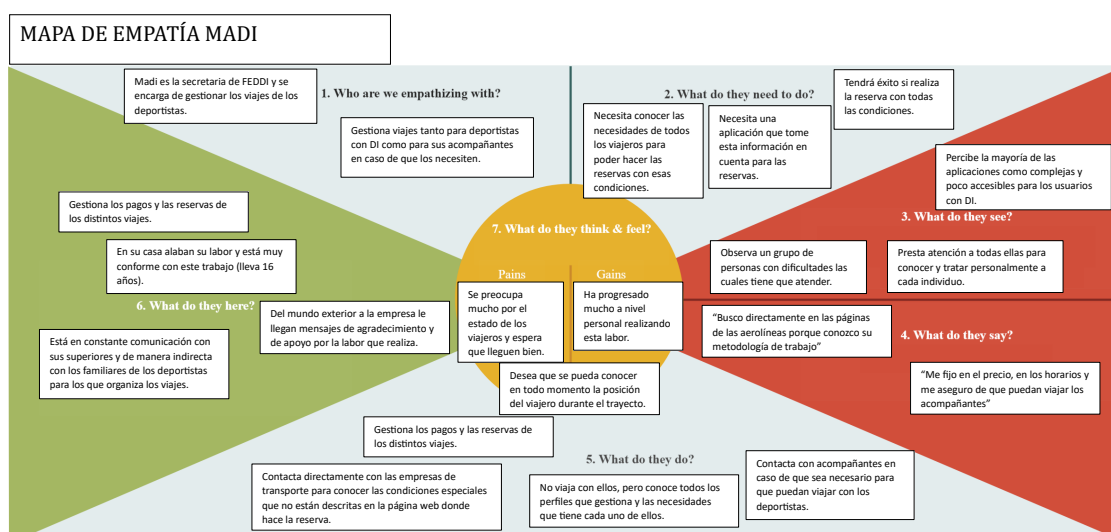 MAPA DE EMPATÍA MADI
Madi es la secretaria de FEDDI y se
encarga de gestionar los viajes de los
deportistas.
1. Who are we empathizing with?
Gestiona viajes tanto para deportistas
con DI como para sus acompañantes
en caso de que los necesiten.
2. What do they need to do?
Tendrá éxito si realiza
la reserva con todas
las condiciones.
Necesita conocer las
necesidades de todos
los viajeros para
poder hacer las
reservas con esas
condiciones.
Necesita una
aplicación que tome
esta información en
cuenta para las
reservas.
Percibe la mayoría de las
aplicaciones como complejas y
poco accesibles para los usuarios
con DI.
3. What do they see?
Observa un grupo de
personas con dificultades las
cuales tiene que atender.
Presta atención a todas ellas para
conocer y tratar personalmente a
cada individuo.
Gestiona los pagos y las reservas de
los distintos viajes.
En su casa alaban su labor y está muy
conforme con este trabajo (lleva 16
años).
6. What do they here?
Del mundo exterior a la empresa le
llegan mensajes de agradecimiento y
de apoyo por la labor que realiza.
Está en constante comunicación con
sus superiores y de manera indirecta
con los familiares de los deportistas
para los que organiza los viajes.
7. What do they think & feel?
Pains
Se preocupa
mucho por el
estado de los
viajeros y espera
que lleguen bien.
Gains
Ha progresado
mucho a nivel
personal realizando
esta labor.
Desea que se pueda conocer
en todo momento la posición
del viajero durante el trayecto.
“Busco directamente en las páginas
de las aerolíneas porque conozco su
metodología de trabajo”
4. What do they say?
“Me fijo en el precio, en los horarios y
me aseguro de que puedan viajar los
acompañantes”
Gestiona los pagos y las reservas de
los distintos viajes.
5. What do they do?
Contacta directamente con las empresas de
transporte para conocer las condiciones especiales
que no están descritas en la página web donde
hace la reserva.
No viaja con ellos, pero conoce todos los
perfiles que gestiona y las necesidades
que tiene cada uno de ellos.
Contacta con acompañantes en
caso de que sea necesario para
que puedan viajar con los
deportistas.